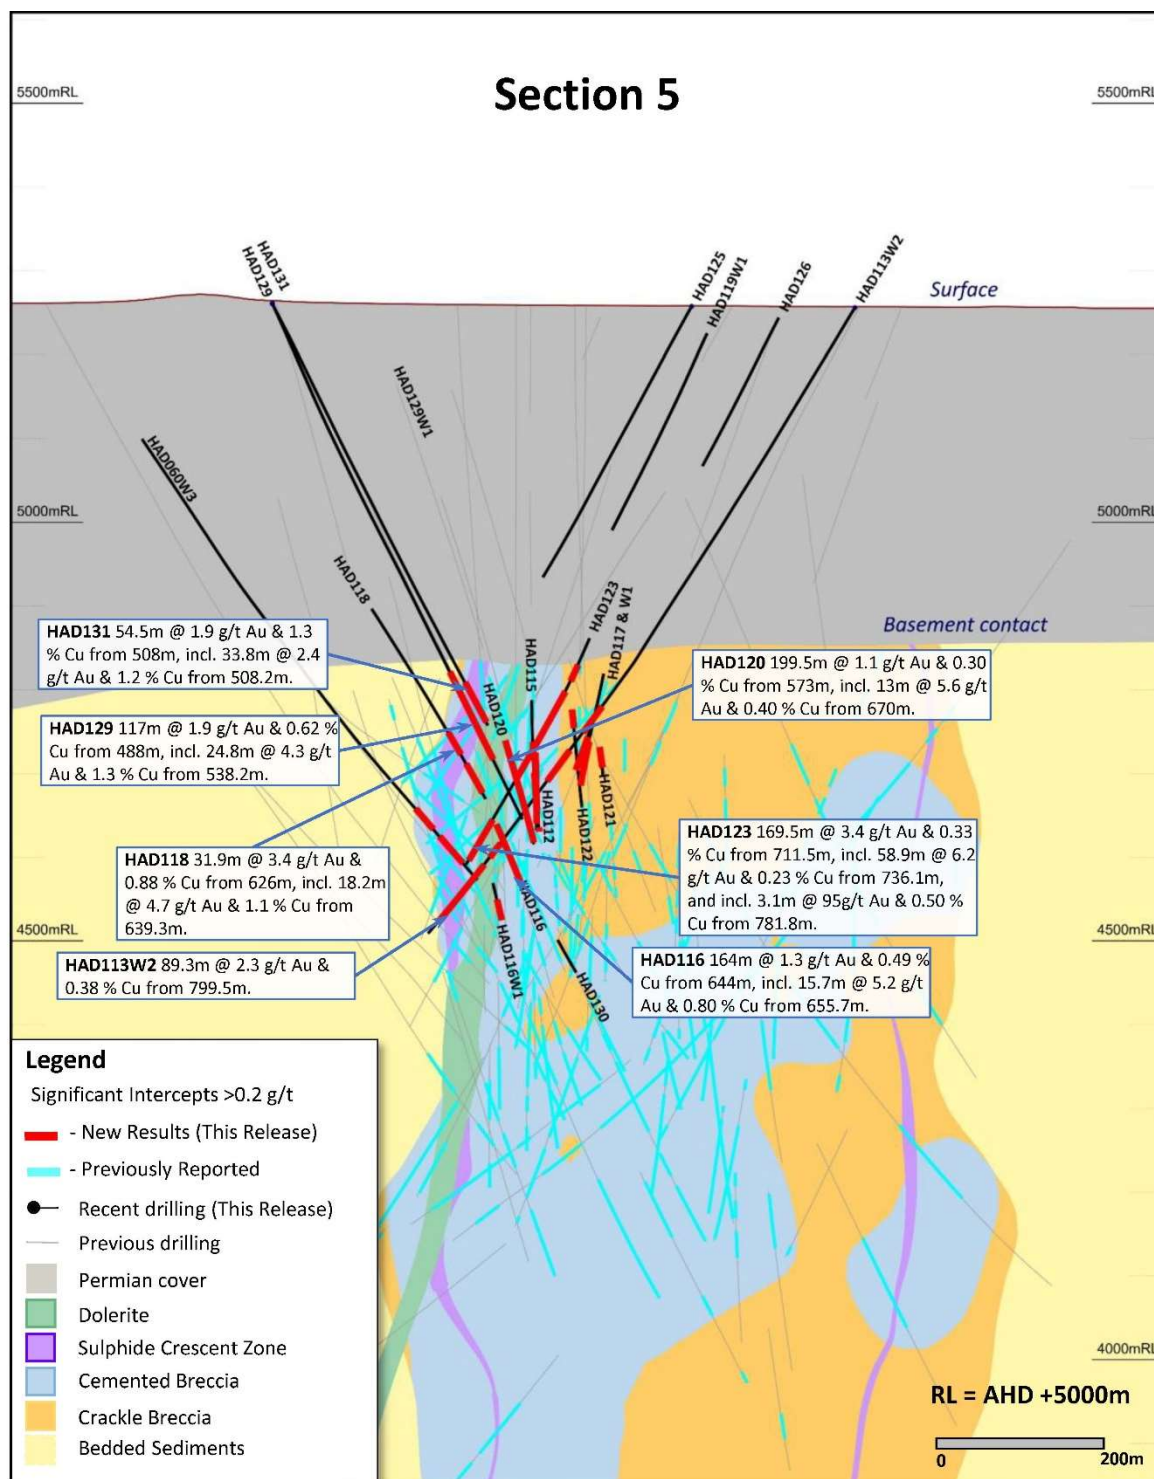 Section 5
5500mRL
5500mRL
HAD131
HAD129
HAD125
HAD119W1
HAD126
HAD113W2
Surface
HAD129W1
HAD060W3
5000mRL
5000mRL
HAD118
HAD123
HAD117 & W1
Basement contact
HAD131 54.5m @ 1.9 g/t Au & 1.3
% Cu from 508m, incl. 33.8m @ 2.4
g/t Au & 1.2 % Cu from 508.2m.
HAD115
HAD120
HAD120 199.5m @ 1.1 g/t Au & 0.30
% Cu from 573m, incl. 13m @ 5.6 g/t
Au & 0.40 % Cu from 670m.
HAD129 117m @ 1.9 g/t Au & 0.62 %
Cu from 488m, incl. 24.8m @ 4.3 g/t
Au & 1.3 % Cu from 538.2m.
HAD112
HAD122
HAD121
HAD123 169.5m @ 3.4 g/t Au & 0.33
% Cu from 711.5m, incl. 58.9m @ 6.2
g/t Au & 0.23 % Cu from 736.1m,
and incl. 3.1m @ 95g/t Au & 0.50 %
Cu from 781.8m.
HAD118 31.9m @ 3.4 g/t Au &
0.88 % Cu from 626m, incl. 18.2m
@ 4.7 g/t Au & 1.1 % Cu from
639.3m.
HAD116
HAD116W1
HAD130
4500mRL
4500mRL
HAD113W2 89.3m @ 2.3 g/t Au &
0.38 % Cu from 799.5m.
HAD116 164m @ 1.3 g/t Au & 0.49 %
Cu from 644m, incl. 15.7m @ 5.2 g/t
Au & 0.80 % Cu from 655.7m.
Legend
Significant Intercepts >0.2 g/t
- New Results (This Release)
- Previously Reported
Recent drilling (This Release)
Previous drilling
Permian cover
Dolerite
Sulphide Crescent Zone
Cemented Breccia
Crackle Breccia
Bedded Sediments
4000mRL
RL = AHD +5000m
0 200m